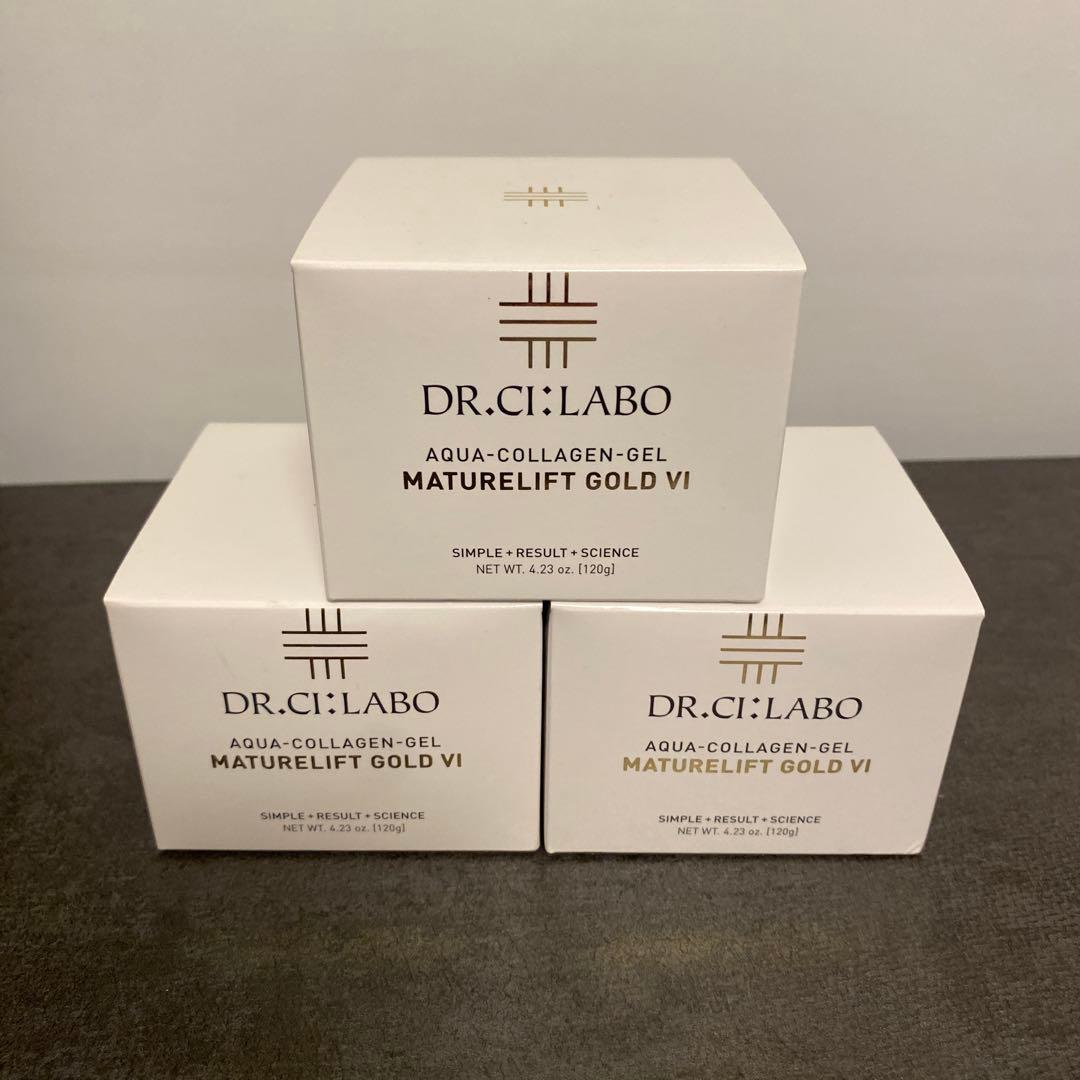 DR.CI:LABO
AQUA-COLLAGEN-GEL
MATURELIFT GOLD VI
SIMPLE + RESULT + SCIENCE
NET WT. 4.23 oz. [120g]
DR.CI:LABO
AQUA-COLLAGEN-GEL
MATURELIFT GOLD VI
SIMPLE + RESULT + SCIENCE
NET WT. 4.23 oz. [120g]
DR.CI:LABO
AQUA-COLLAGEN-GEL
MATURELIFT GOLD VI
SIMPLE + RESULT + SCIENCE
NET WT. 4.23 oz. [120g]